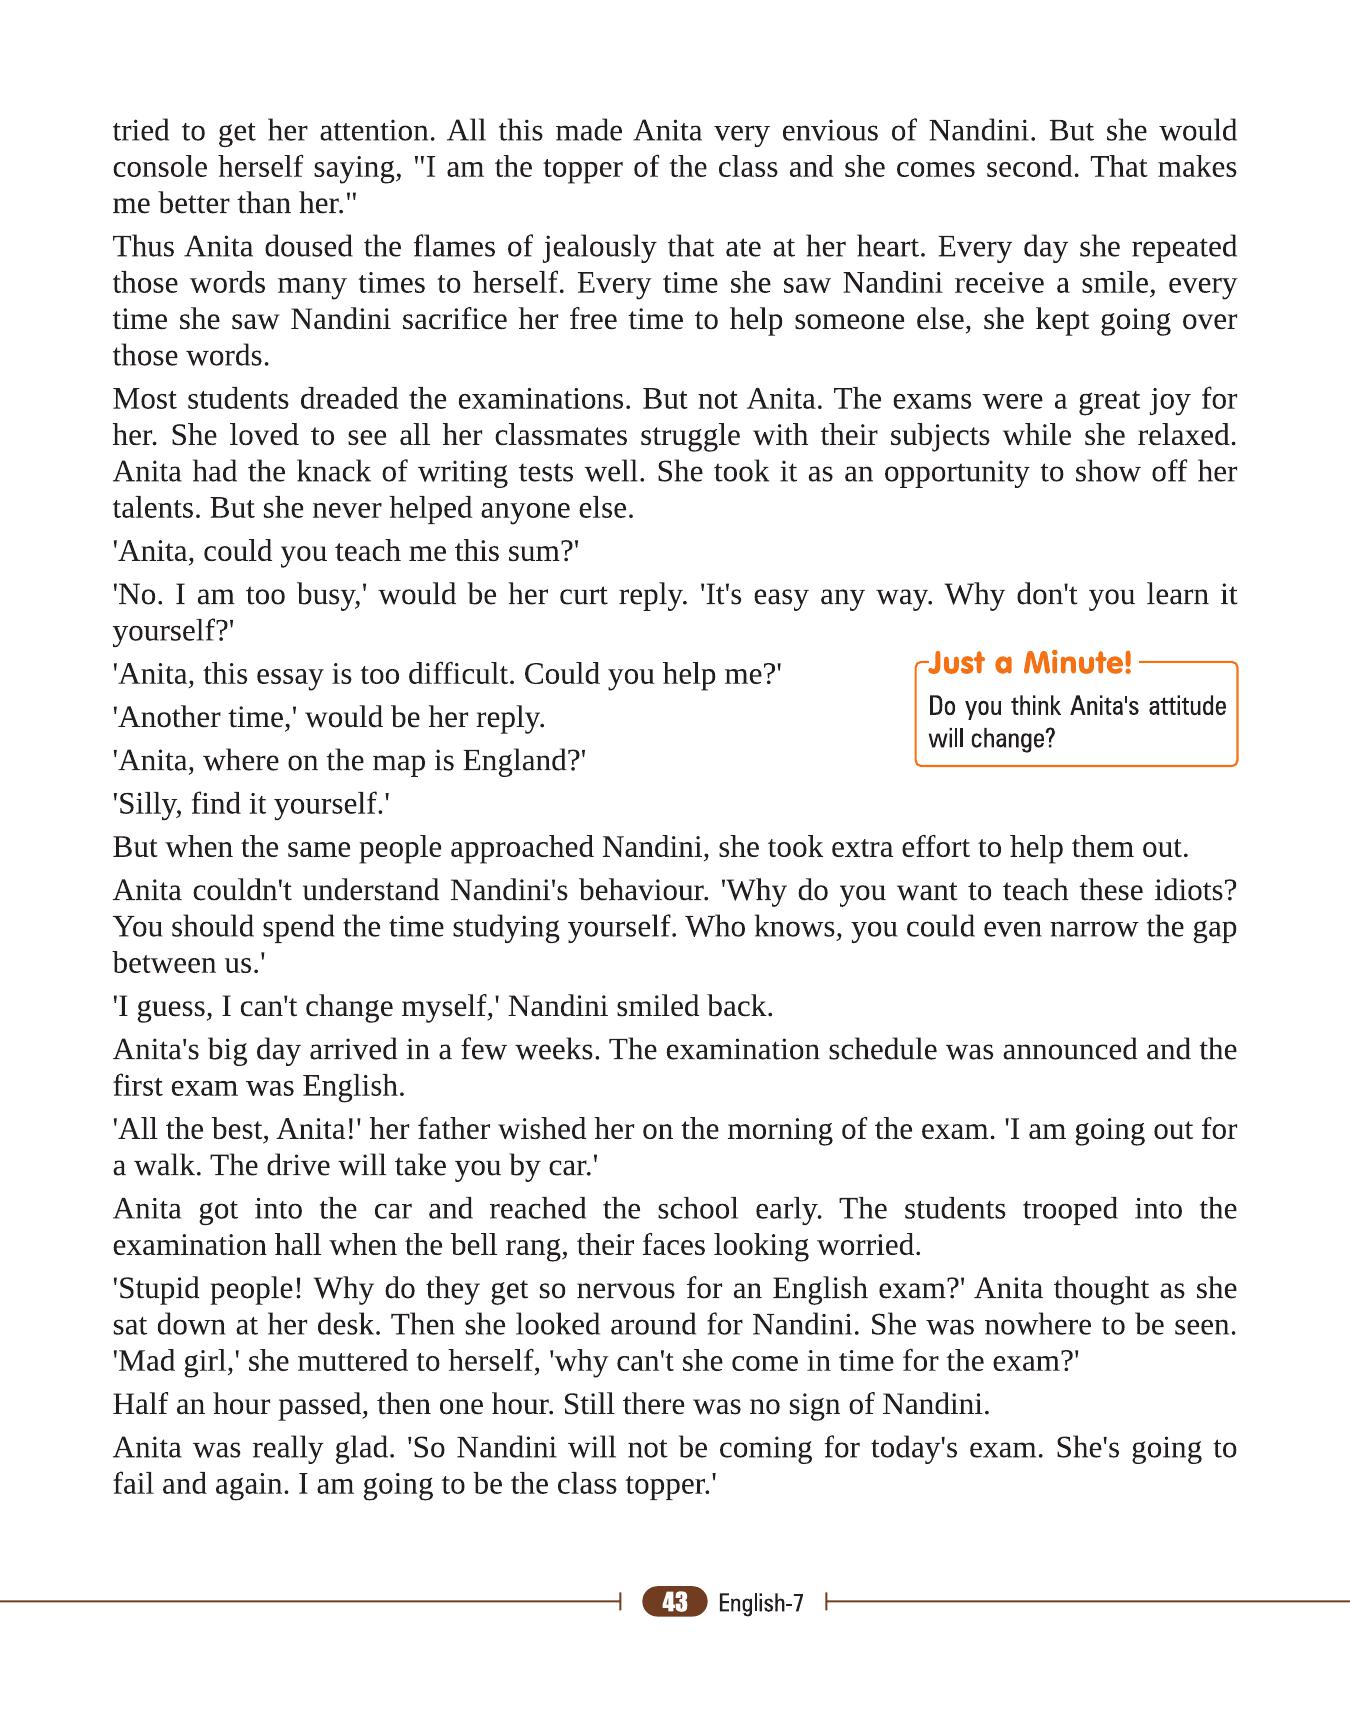 tried to get her attention. All this made Anita very envious of Nandini. But she would
console herself saying, "I am the topper of the class and she comes second. That makes
me better than her."
Thus Anita doused the flames of jealously that ate at her heart. Every day she repeated
those words many times to herself. Every time she saw Nandini receive a smile, every
time she saw Nandini sacrifice her free time to help someone else, she kept going over
those words.
Most students dreaded the examinations. But not Anita. The exams were a great joy for
her. She loved to see all her classmates struggle with their subjects while she relaxed.
Anita had the knack of writing tests well. She took it as an opportunity to show off her
talents. But she never helped anyone else.
'Anita, could you teach me this sum?'
'No. I am too busy,' would be her curt reply. 'It's easy any way. Why don't you learn it
yourself?'
'Anita, this essay is too difficult. Could you help me?'
'Another time,' would be her reply.
'Anita, where on the map is England?'
'Silly, find it yourself.'
Just a Minute!
Do you think Anita's attitude
will change?
But when the same people approached Nandini, she took extra effort to help them out.
Anita couldn't understand Nandini's behaviour. 'Why do you want to teach these idiots?
You should spend the time studying yourself. Who knows, you could even narrow the gap
between us.'
'I guess, I can't change myself,' Nandini smiled back.
Anita's big day arrived in a few weeks. The examination schedule was announced and the
first exam was English.
'All the best, Anita!' her father wished her on the morning of the exam. 'I am going out for
a walk. The drive will take you by car.'
Anita got into the car and reached the school early. The students trooped into the
examination hall when the bell rang, their faces looking worried.
'Stupid people! Why do they get so nervous for an English exam?' Anita thought as she
sat down at her desk. Then she looked around for Nandini. She was nowhere to be seen.
'Mad girl,' she muttered to herself, 'why can't she come in time for the exam?'
Half an hour passed, then one hour. Still there was no sign of Nandini.
Anita was really glad. 'So Nandini will not be coming for today's exam. She's going to
fail and again. I am going to be the class topper.'
43 English-7